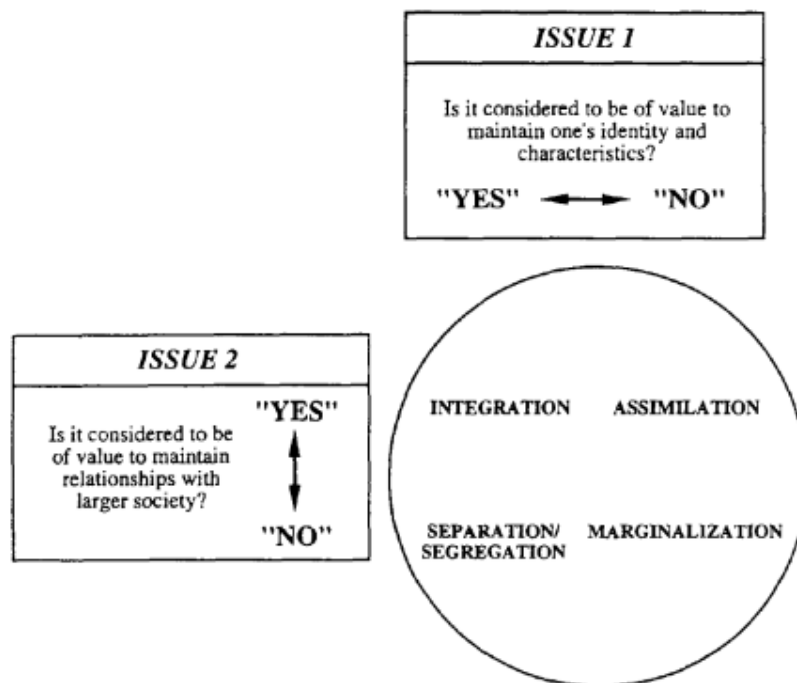 ISSUE 1
Is it considered to be of value to
maintain one's identity and
characteristics?
"YES" "NO"
ISSUE 2
"YES"
Is it considered to be
of value to maintain
relationships with
larger society?
"NO"
INTEGRATION ASSIMILATION
SEPARATION/ MARGINALIZATION
SEGREGATION